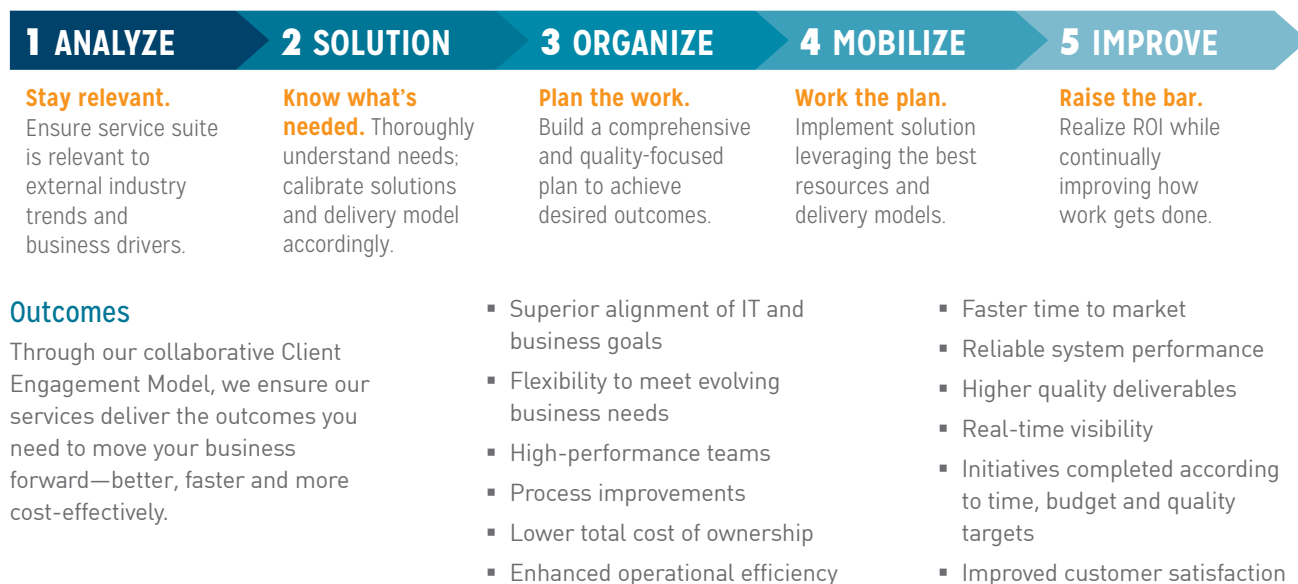 1 ANALYZE
2 SOLUTION
3 ORGANIZE
4 MOBILIZE
5 IMPROVE
Stay relevant.
Ensure service suite
is relevant to
external industry
trends and
business drivers.
Know what's
needed. Thoroughly
understand needs;
calibrate solutions
and delivery model
accordingly.
Plan the work.
Build a comprehensive
and quality-focused
plan to achieve
desired outcomes.
Work the plan.
Implement solution
leveraging the best
resources and
delivery models.
Raise the bar.
Realize ROI while
continually
improving how
work gets done.
Outcomes
Through our collaborative Client
Engagement Model, we ensure our
services deliver the outcomes you
need to move your business
forward—better, faster and more
cost-effectively.
▪ Superior alignment of IT and
business goals
▪ Flexibility to meet evolving
business needs
▪ High-performance teams
▪ Process improvements
▪ Lower total cost of ownership
▪ Enhanced operational efficiency
▪ Faster time to market
▪ Reliable system performance
▪ Higher quality deliverables
▪ Real-time visibility
▪ Initiatives completed according
to time, budget and quality
targets
▪ Improved customer satisfaction